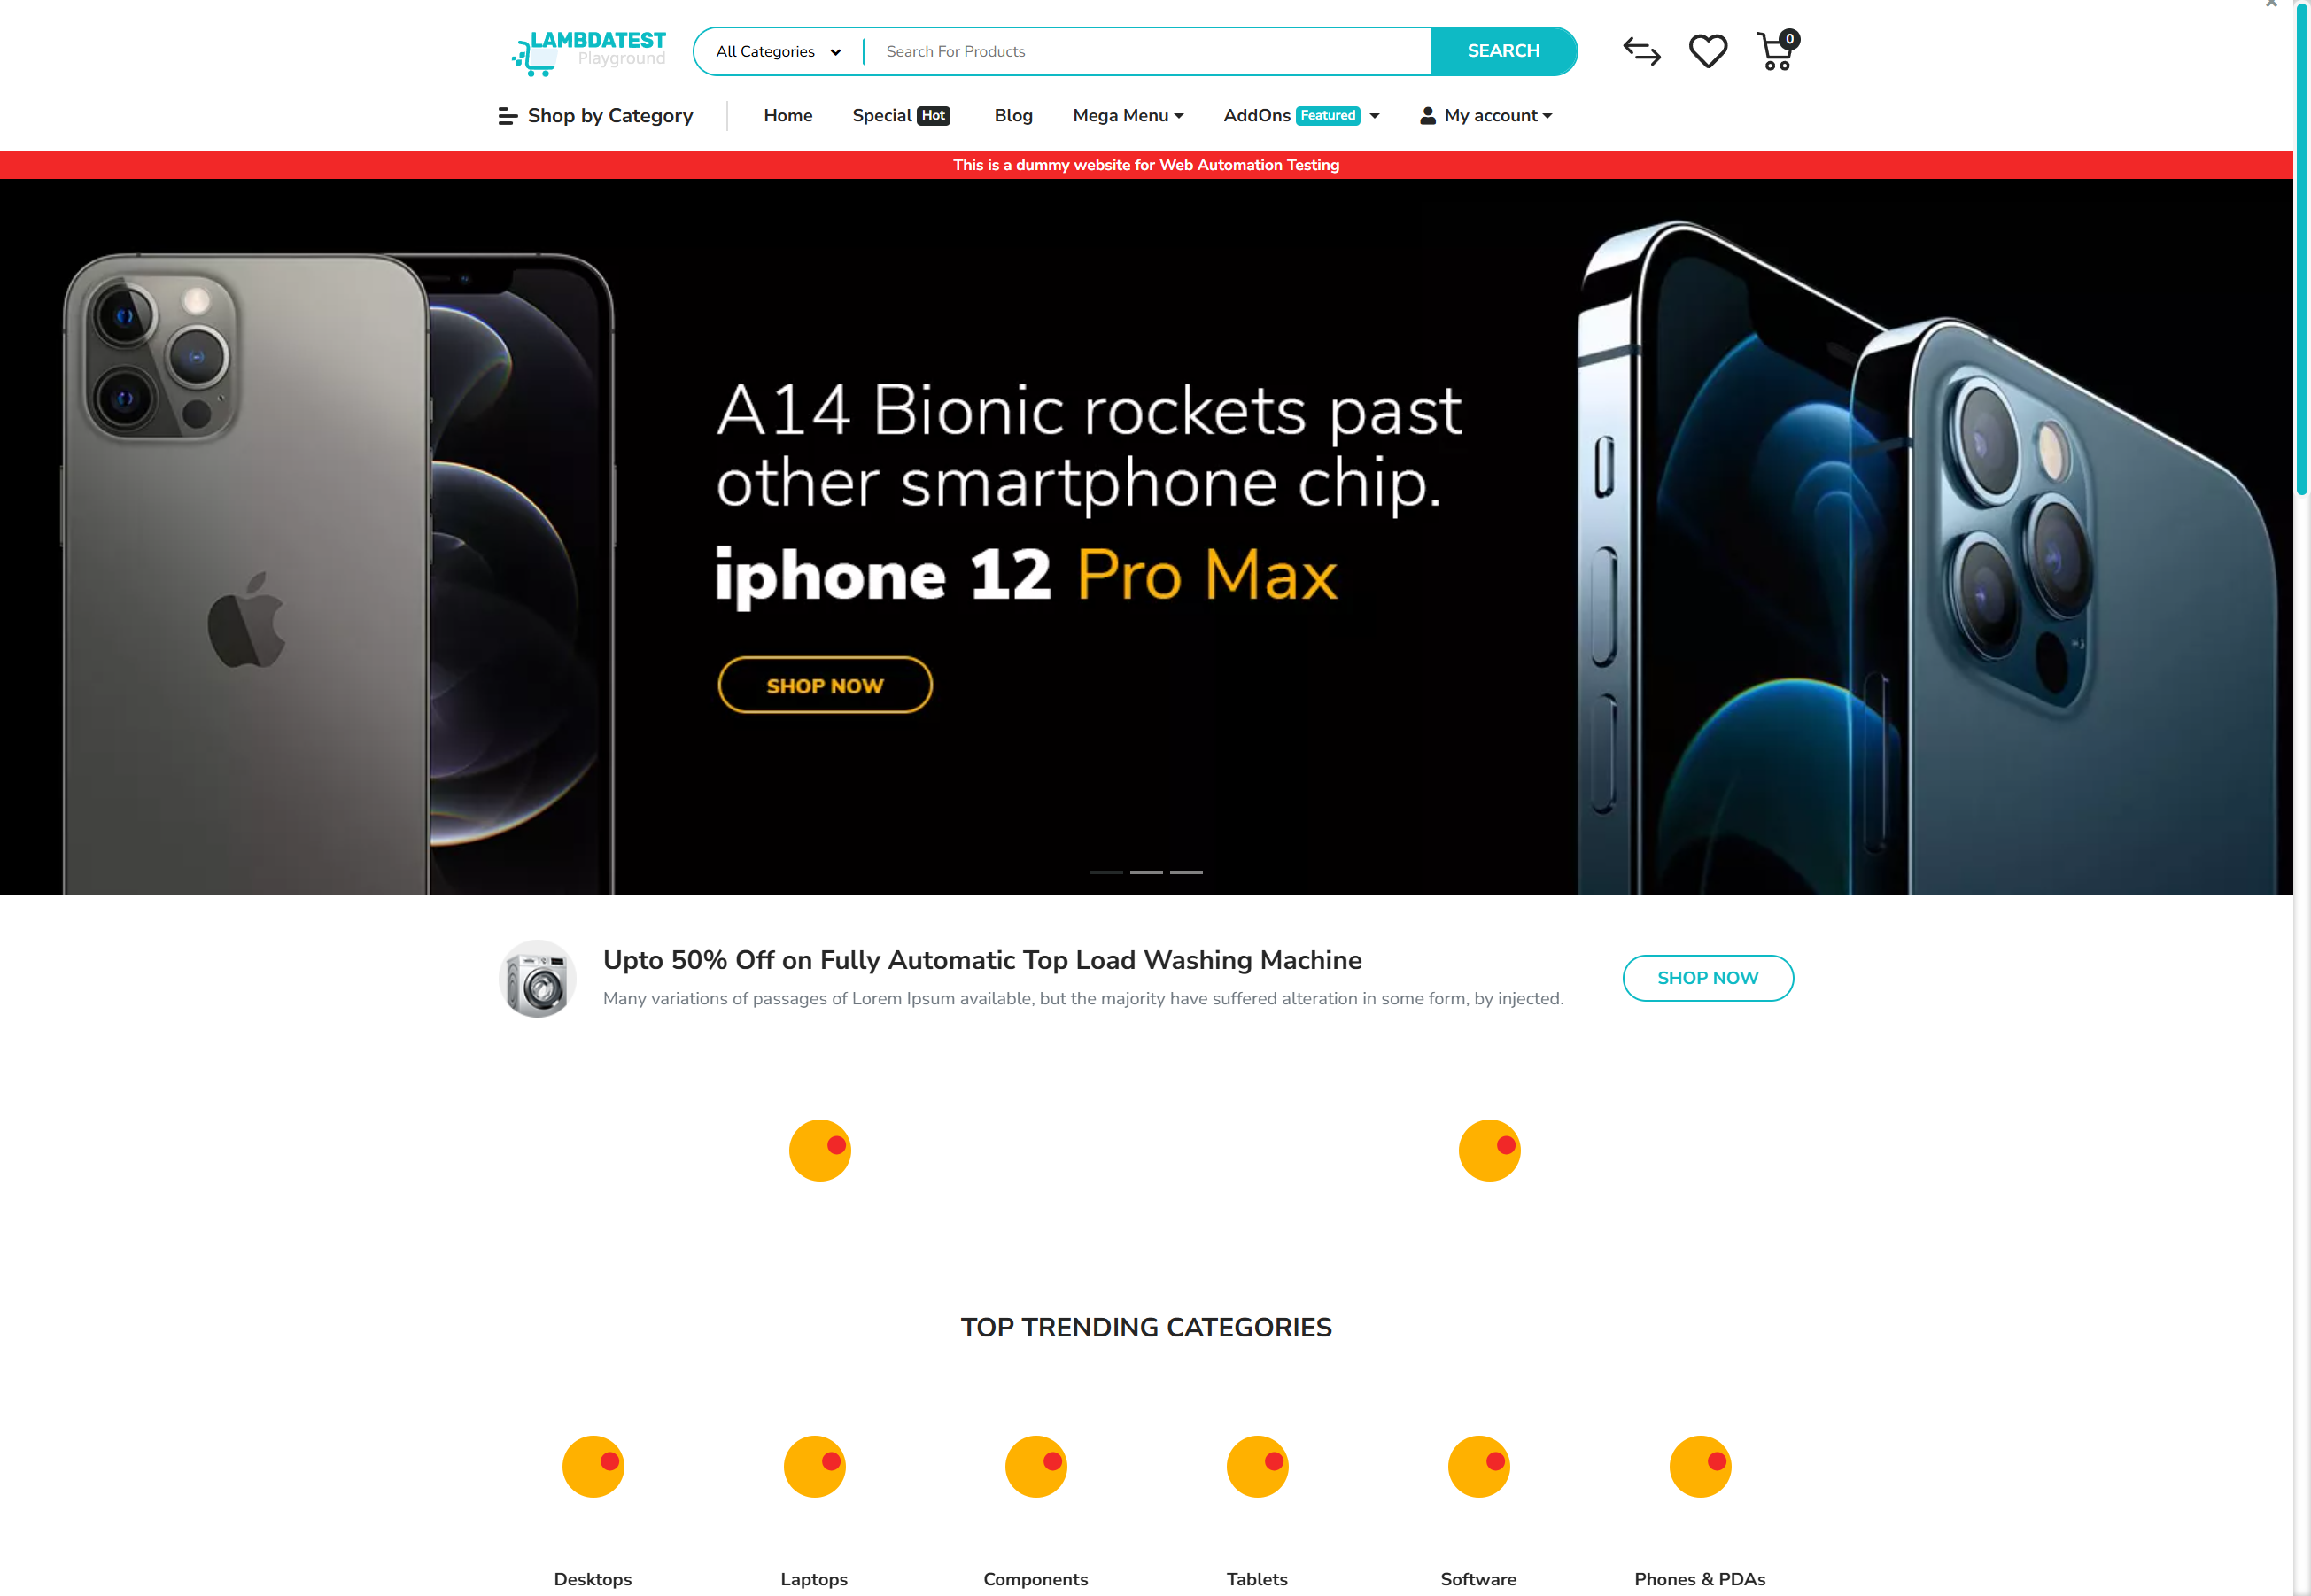 LAMBDATEST
Playground
All Categories
Search For Products
SEARCH
0
Shop by Category
Home
Special Hot
Blog
Mega Menu
AddOns Featured
My account
This is a dummy website for Web Automation Testing
A14 Bionic rockets past
other smartphone chip.
iphone 12 Pro Max
SHOP NOW
Upto 50% Off on Fully Automatic Top Load Washing Machine
Many variations of passages of Lorem Ipsum available, but the majority have suffered alteration in some form, by injected.
SHOP NOW
TOP TRENDING CATEGORIES
Desktops
Laptops
Components
Tablets
Software
Phones & PDAs